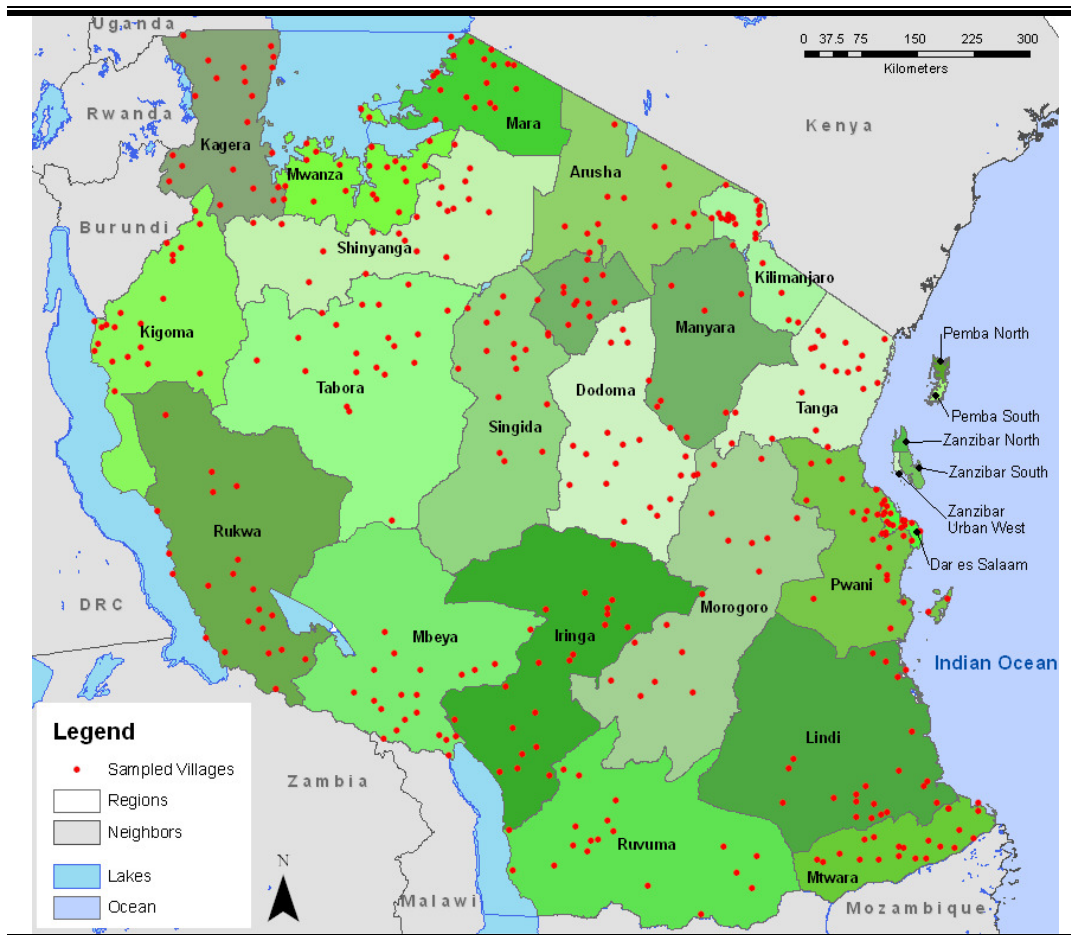 Uganda
0 37.5 75 150 225 300
Kilometers
Rwanda
Kenya
Mara
Kagera
Mwanza
Arusha
Burundi
Shinyanga
Kilimanjaro
Kigoma
Manyara
Pemba North
Tabora
Dodoma
Singida
Tanga
Pemba South
Zanzibar North
Zanzibar South
Zanzibar
Urban West
Rukwa
Dar es Salaam
Pwani
DRC
Morogoro
Mbeya
Iringa
Indian Ocean
Legend
Lindi
Sampled Villages
Zambia
Regions
Neighbors
Ruvuma
Lakes
Mtwara
N
Malawi
Mozambique
Ocean